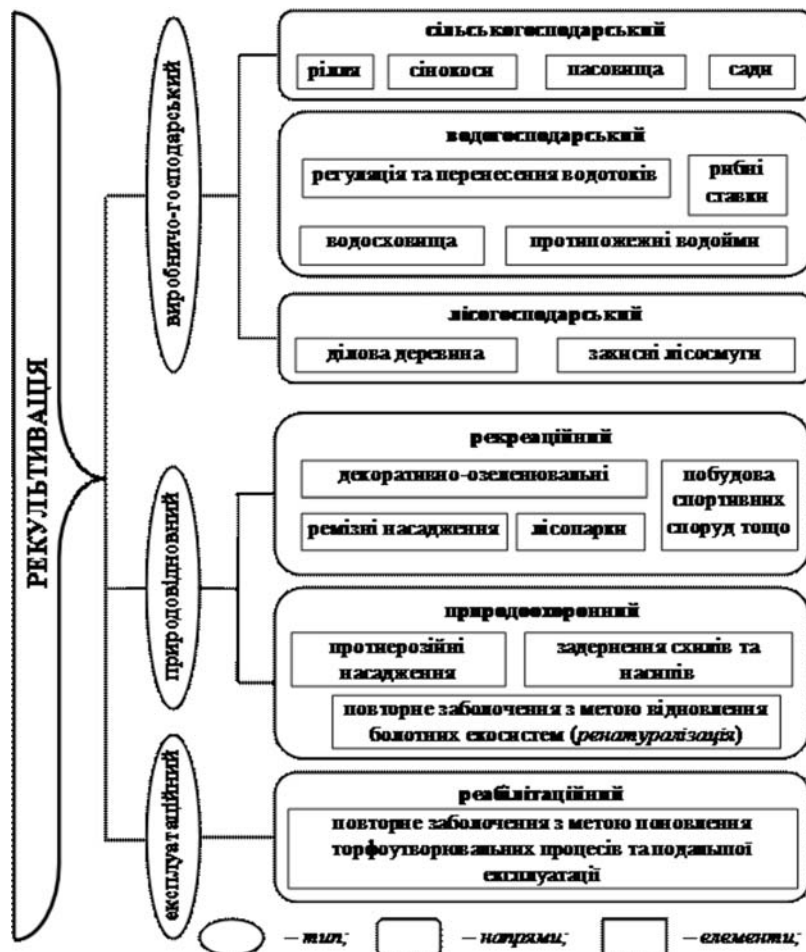 РЕКУЛЬТИВАЦІЯ
виробничо-господарський
сільськогосподарський
рілля
сінокоси
пасовища
сади
водогосподарський
регуляція та перенесення водотоків
рибні
ставки
водосховища
протипожежні водойми
лісогосподарський
ділова деревина
захисні лісосмуги
природовідновний
рекреаційний
декоративно-озеленювальні
побудова
спортивних
споруд тощо
ремізні насадження
лісопарки
природоохоронний
протиерозійні
насадження
задернення схилів та
насипів
повторне заболочення з метою відновлення
болотних екосистем (ренатуралізація)
експлуатаційний
реабілітаційний
повторне заболочення з метою поновлення
торфоутворювальних процесів та подальшої
експлуатації
– тип;
– напрями;
– елементи;